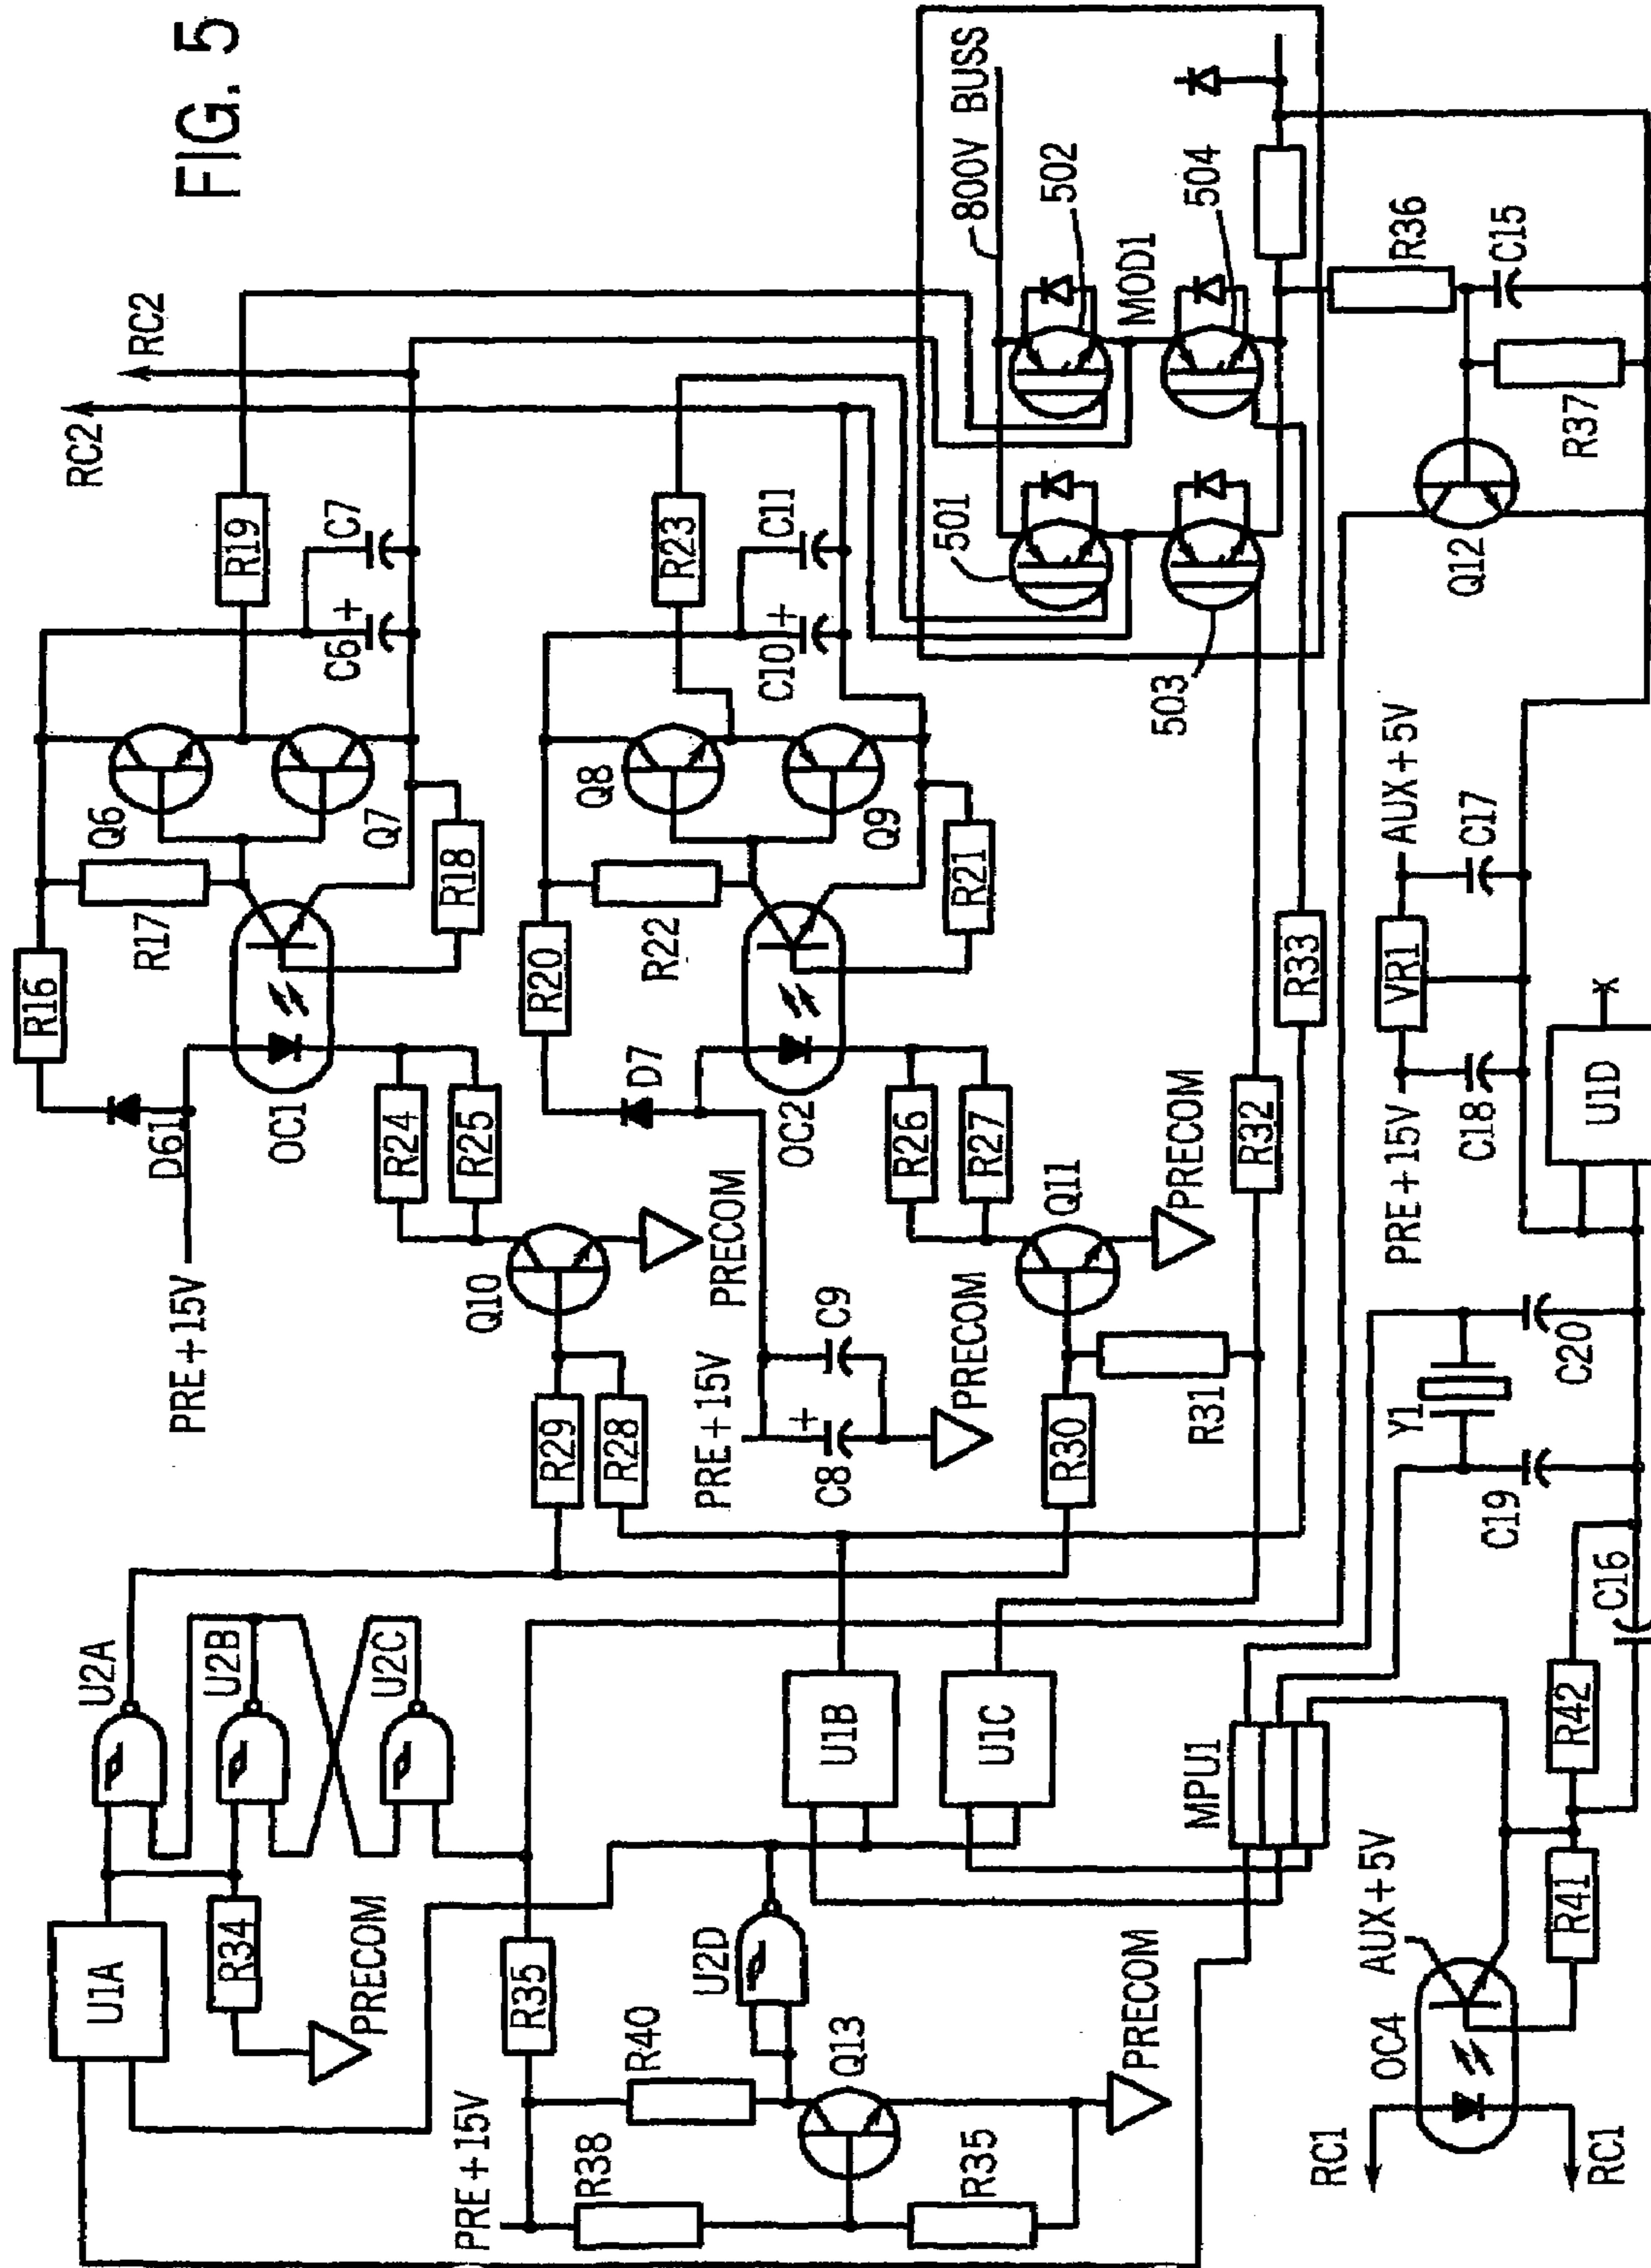 FIG. 5
RC2
RC2
R16
R17
Q6
R19
C7
C6 +
D61
PRE+15V
OC1
R18
Q7
R24
R25
Q10
PRECOM
R20
R22
Q8
R23
C11
C10 +
D7
OC2
R21
Q9
R26
R27
Q11
PRECOM
PRE+15V
C8 +
C9
PRECOM
R29
R28
R30
R31
R32
R33
800V BUSS
501
502
MOD1
503
504
R36
C15
R37
Q12
U1A
U2A
U2B
U2C
R34
PRECOM
R35
PRE+15V
R40
R38
U2D
Q13
R35
PRECOM
U1B
U1C
MPU1
AUX+5V
OC4
RC1
RC1
R41
R42
C16
C19
Y1
C20
PRE+15V
VR1
AUX+5V
C18
C17
U1D
X